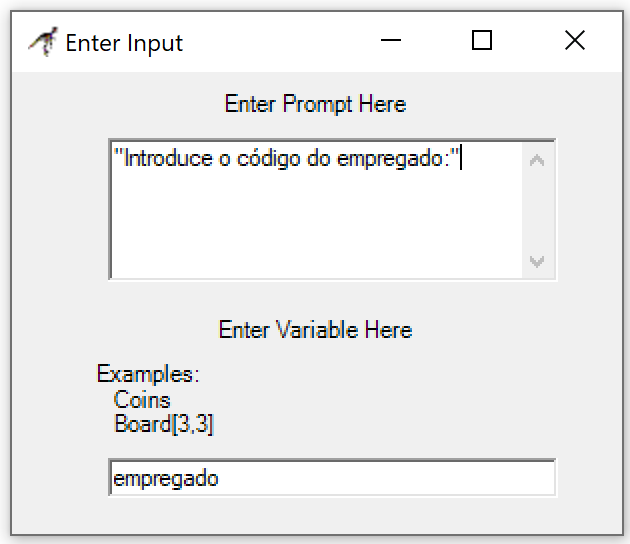 Enter Input
Enter Prompt Here
"Introduce o código do empregado:"
Enter Variable Here
Examples:
Coins
Board[3,3]
empregado